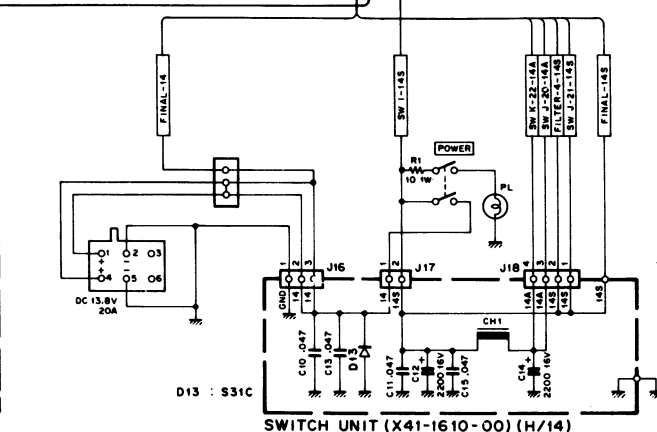 FINAL-14
SW I-14S
SW K-22-14A
SW J-20-14A
FILTER-4-14S
SW J-21-14S
FINAL-14S
POWER
R1
10 1W
PL
1 2 3
4 5 6
+ −
+ −
DC 13.8V
20A
1 2 3
J16
GND
14
14
1 2
J17
14
14S
J18
4 3 2 1
14A
14A
14S
14S
14S
CH1
C10 .047
C13 .047
D13
C11 .047
C12
+
2200 16V
C15 .047
C14
+
2200 16V
D13 : S31C
SWITCH UNIT (X41-1610-00) (H/14)